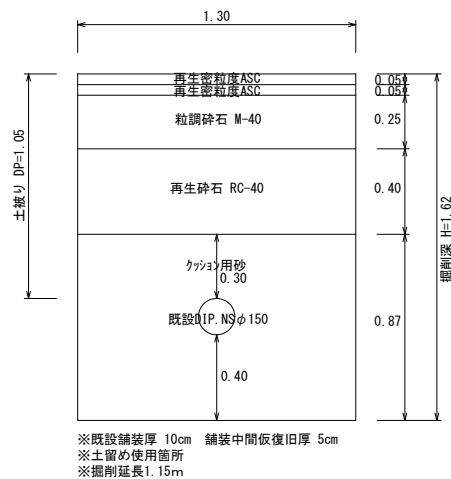 1.30
再生密粒度ASC
0.05
再生密粒度ASC
0.05
粒調砕石 M-40
0.25
土被り DP=1.05
再生砕石 RC-40
0.40
掘削深 H=1.62
クッション用砂
0.30
既設DIP.NSφ150
0.87
0.40
※既設舗装厚 10cm 舗装中間仮復旧厚 5cm
※土留め使用箇所
※掘削延長1.15m